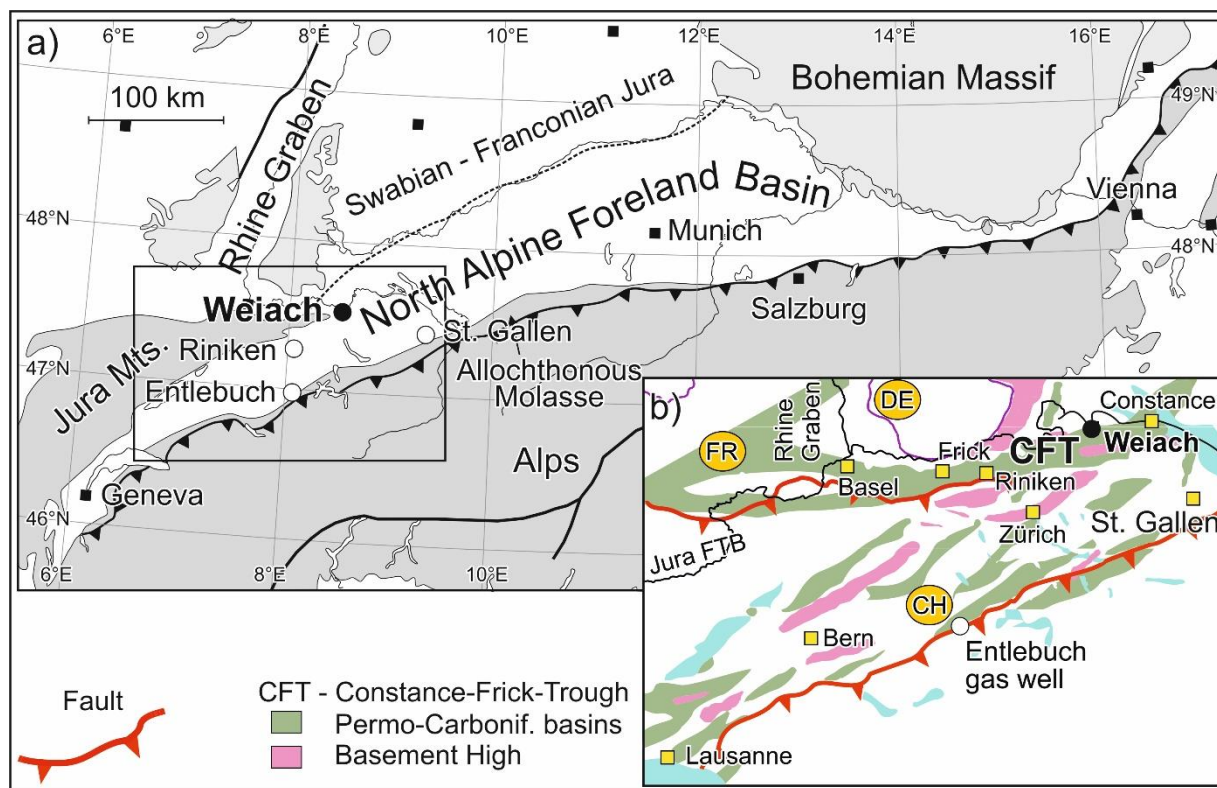 a)
6°E
8°E
10°E
12°E
14°E
16°E
100 km
Rhine Graben
Swabian - Franconian Jura
Bohemian Massif
49°N
48°N
North Alpine Foreland Basin
Vienna
Munich
48°N
Weiach
Salzburg
St. Gallen
Riniken
47°N
Jura Mts.
Entlebuch
Allochthonous
Molasse
Alps
Geneva
46°N
6°E
8°E
10°E
b)
DE
Constance
Rhine
Graben
CFT
Weiach
FR
Frick
Basel
Riniken
Zürich
St. Gallen
Jura FTB
CH
Bern
Entlebuch
gas well
Lausanne
Fault
CFT - Constance-Frick-Trough
Permo-Carbonif. basins
Basement High